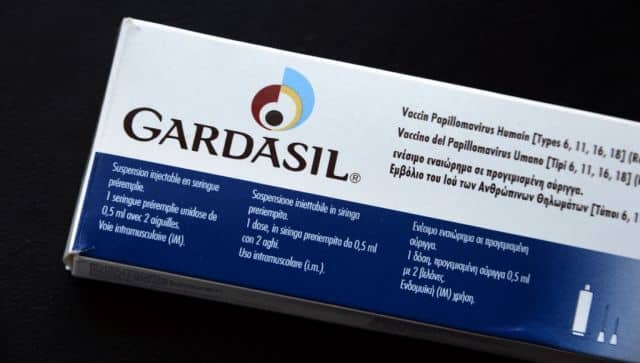 GARDASIL®
Vaccin Papillomavirus Humain [Types 6, 11, 16, 18]
Vaccino del Papillomavirus Umano [Tipi 6, 11, 16, 18]
ενέσιμο εναιώρημα σε προγεμισμένη σύριγγα.
Εμβόλιο του Ιού των Ανθρώπινων Θηλωμάτων [Τύποι 6, 1
Suspension injectable en seringue
préremplie.
1 seringue préremplie unidose de
0,5 ml avec 2 aiguilles.
Voie intramusculaire (IM).
Sospensione iniettabile in siringa
preriempita.
1 dose, in siringa preriempita da 0,5 ml
con 2 aghi.
Uso intramuscolare (i.m.).
Ενέσιμο εναιώρημα σε προγεμισμένη
σύριγγα.
1 δόση, προγεμισμένη σύριγγα 0,5 ml
με 2 βελόνες.
Ενδομυϊκή (IM) χρήση.